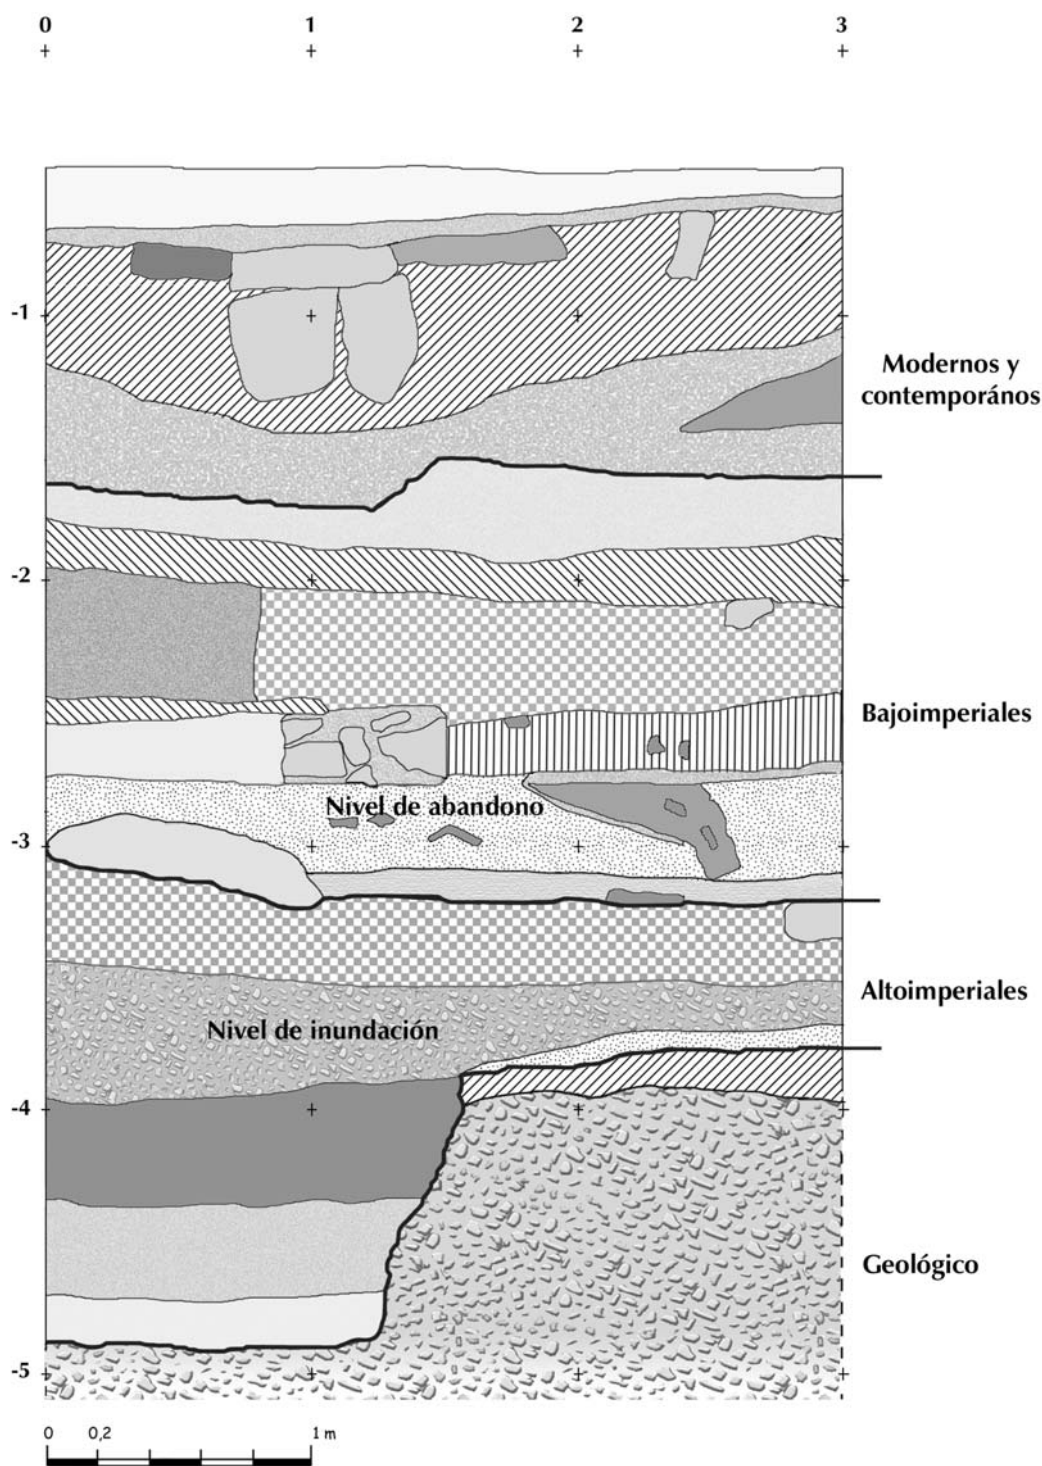 0 1 2 3
-1
Modernos y
contemporános
-2
Bajoimperiales
Nivel de abandono
-3
Altoimperiales
Nivel de inundación
-4
Geológico
-5
0 0,2 1 m